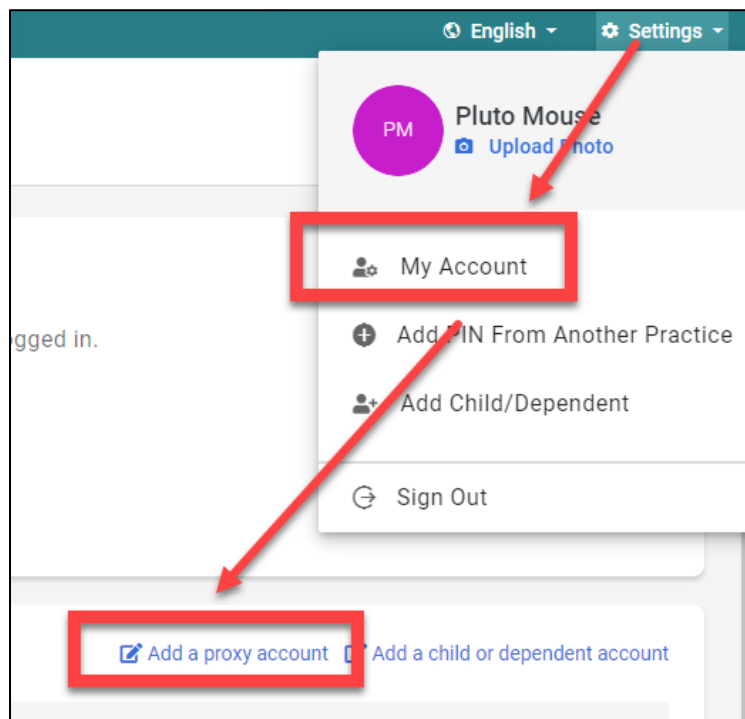 English Settings
PM
Pluto Mouse
Upload Photo
My Account
gged in.
Add PIN From Another Practice
Add Child/Dependent
Sign Out
Add a proxy account Add a child or dependent account